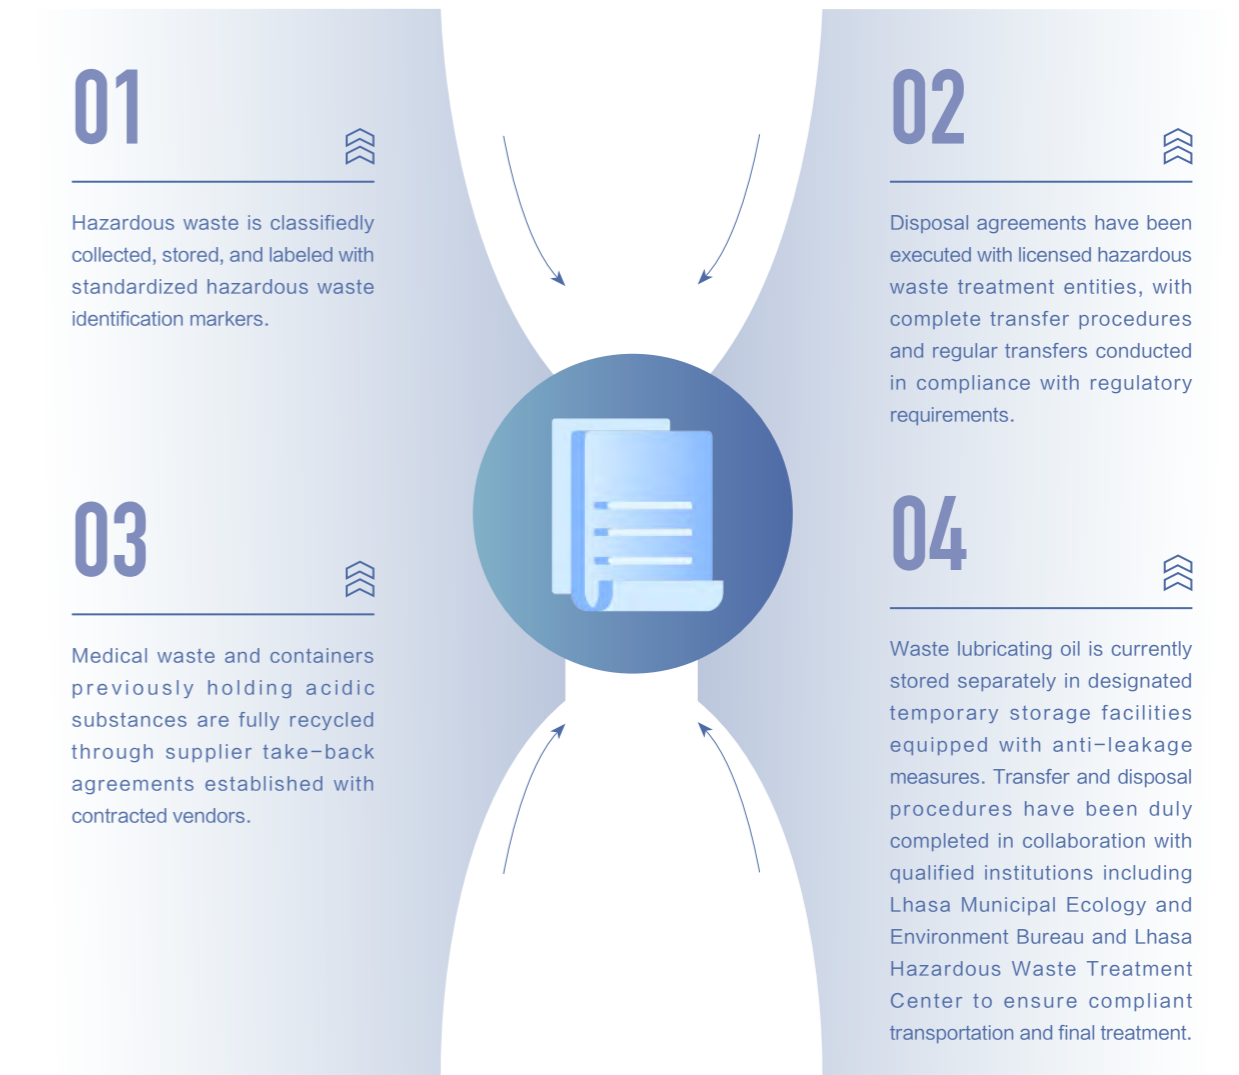 01
Hazardous waste is classifiedly
collected, stored, and labeled with
standardized hazardous waste
identification markers.
02
Disposal agreements have been
executed with licensed hazardous
waste treatment entities, with
complete transfer procedures
and regular transfers conducted
in compliance with regulatory
requirements.
03
Medical waste and containers
previously holding acidic
substances are fully recycled
through supplier take-back
agreements established with
contracted vendors.
04
Waste lubricating oil is currently
stored separately in designated
temporary storage facilities
equipped with anti-leakage
measures. Transfer and disposal
procedures have been duly
completed in collaboration with
qualified institutions including
Lhasa Municipal Ecology and
Environment Bureau and Lhasa
Hazardous Waste Treatment
Center to ensure compliant
transportation and final treatment.